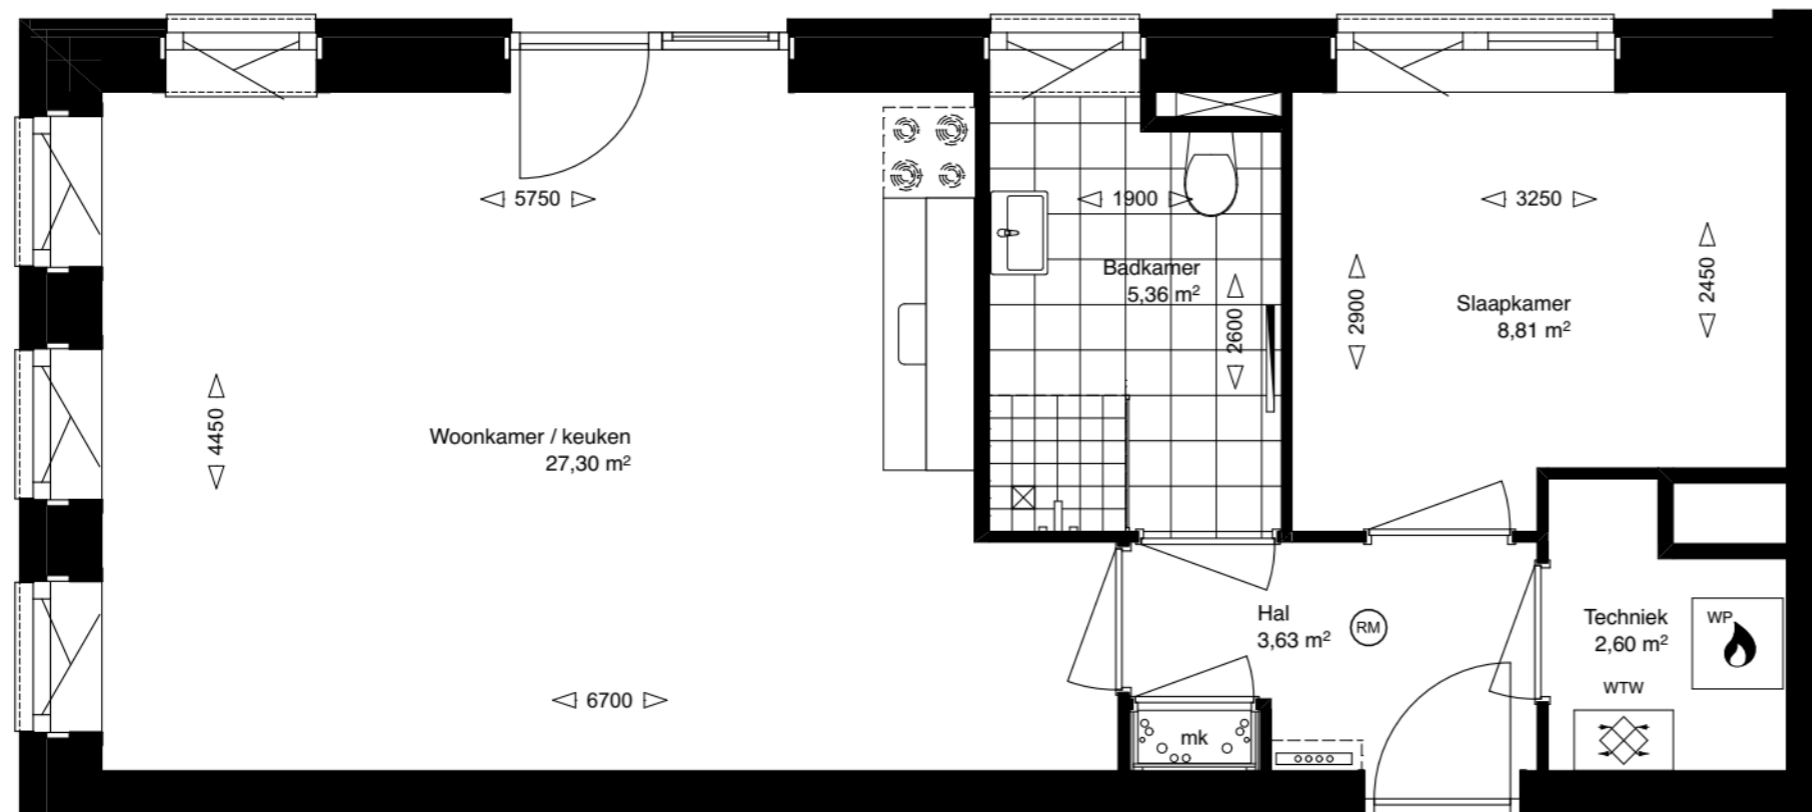 5750
1900
3250
Badkamer
5,36 m²
2600
2900
2450
Slaapkamer
8,81 m²
4450
Woonkamer / keuken
27,30 m²
Hal
3,63 m²
RM
Techniek
2,60 m²
WP
WTW
6700
mk